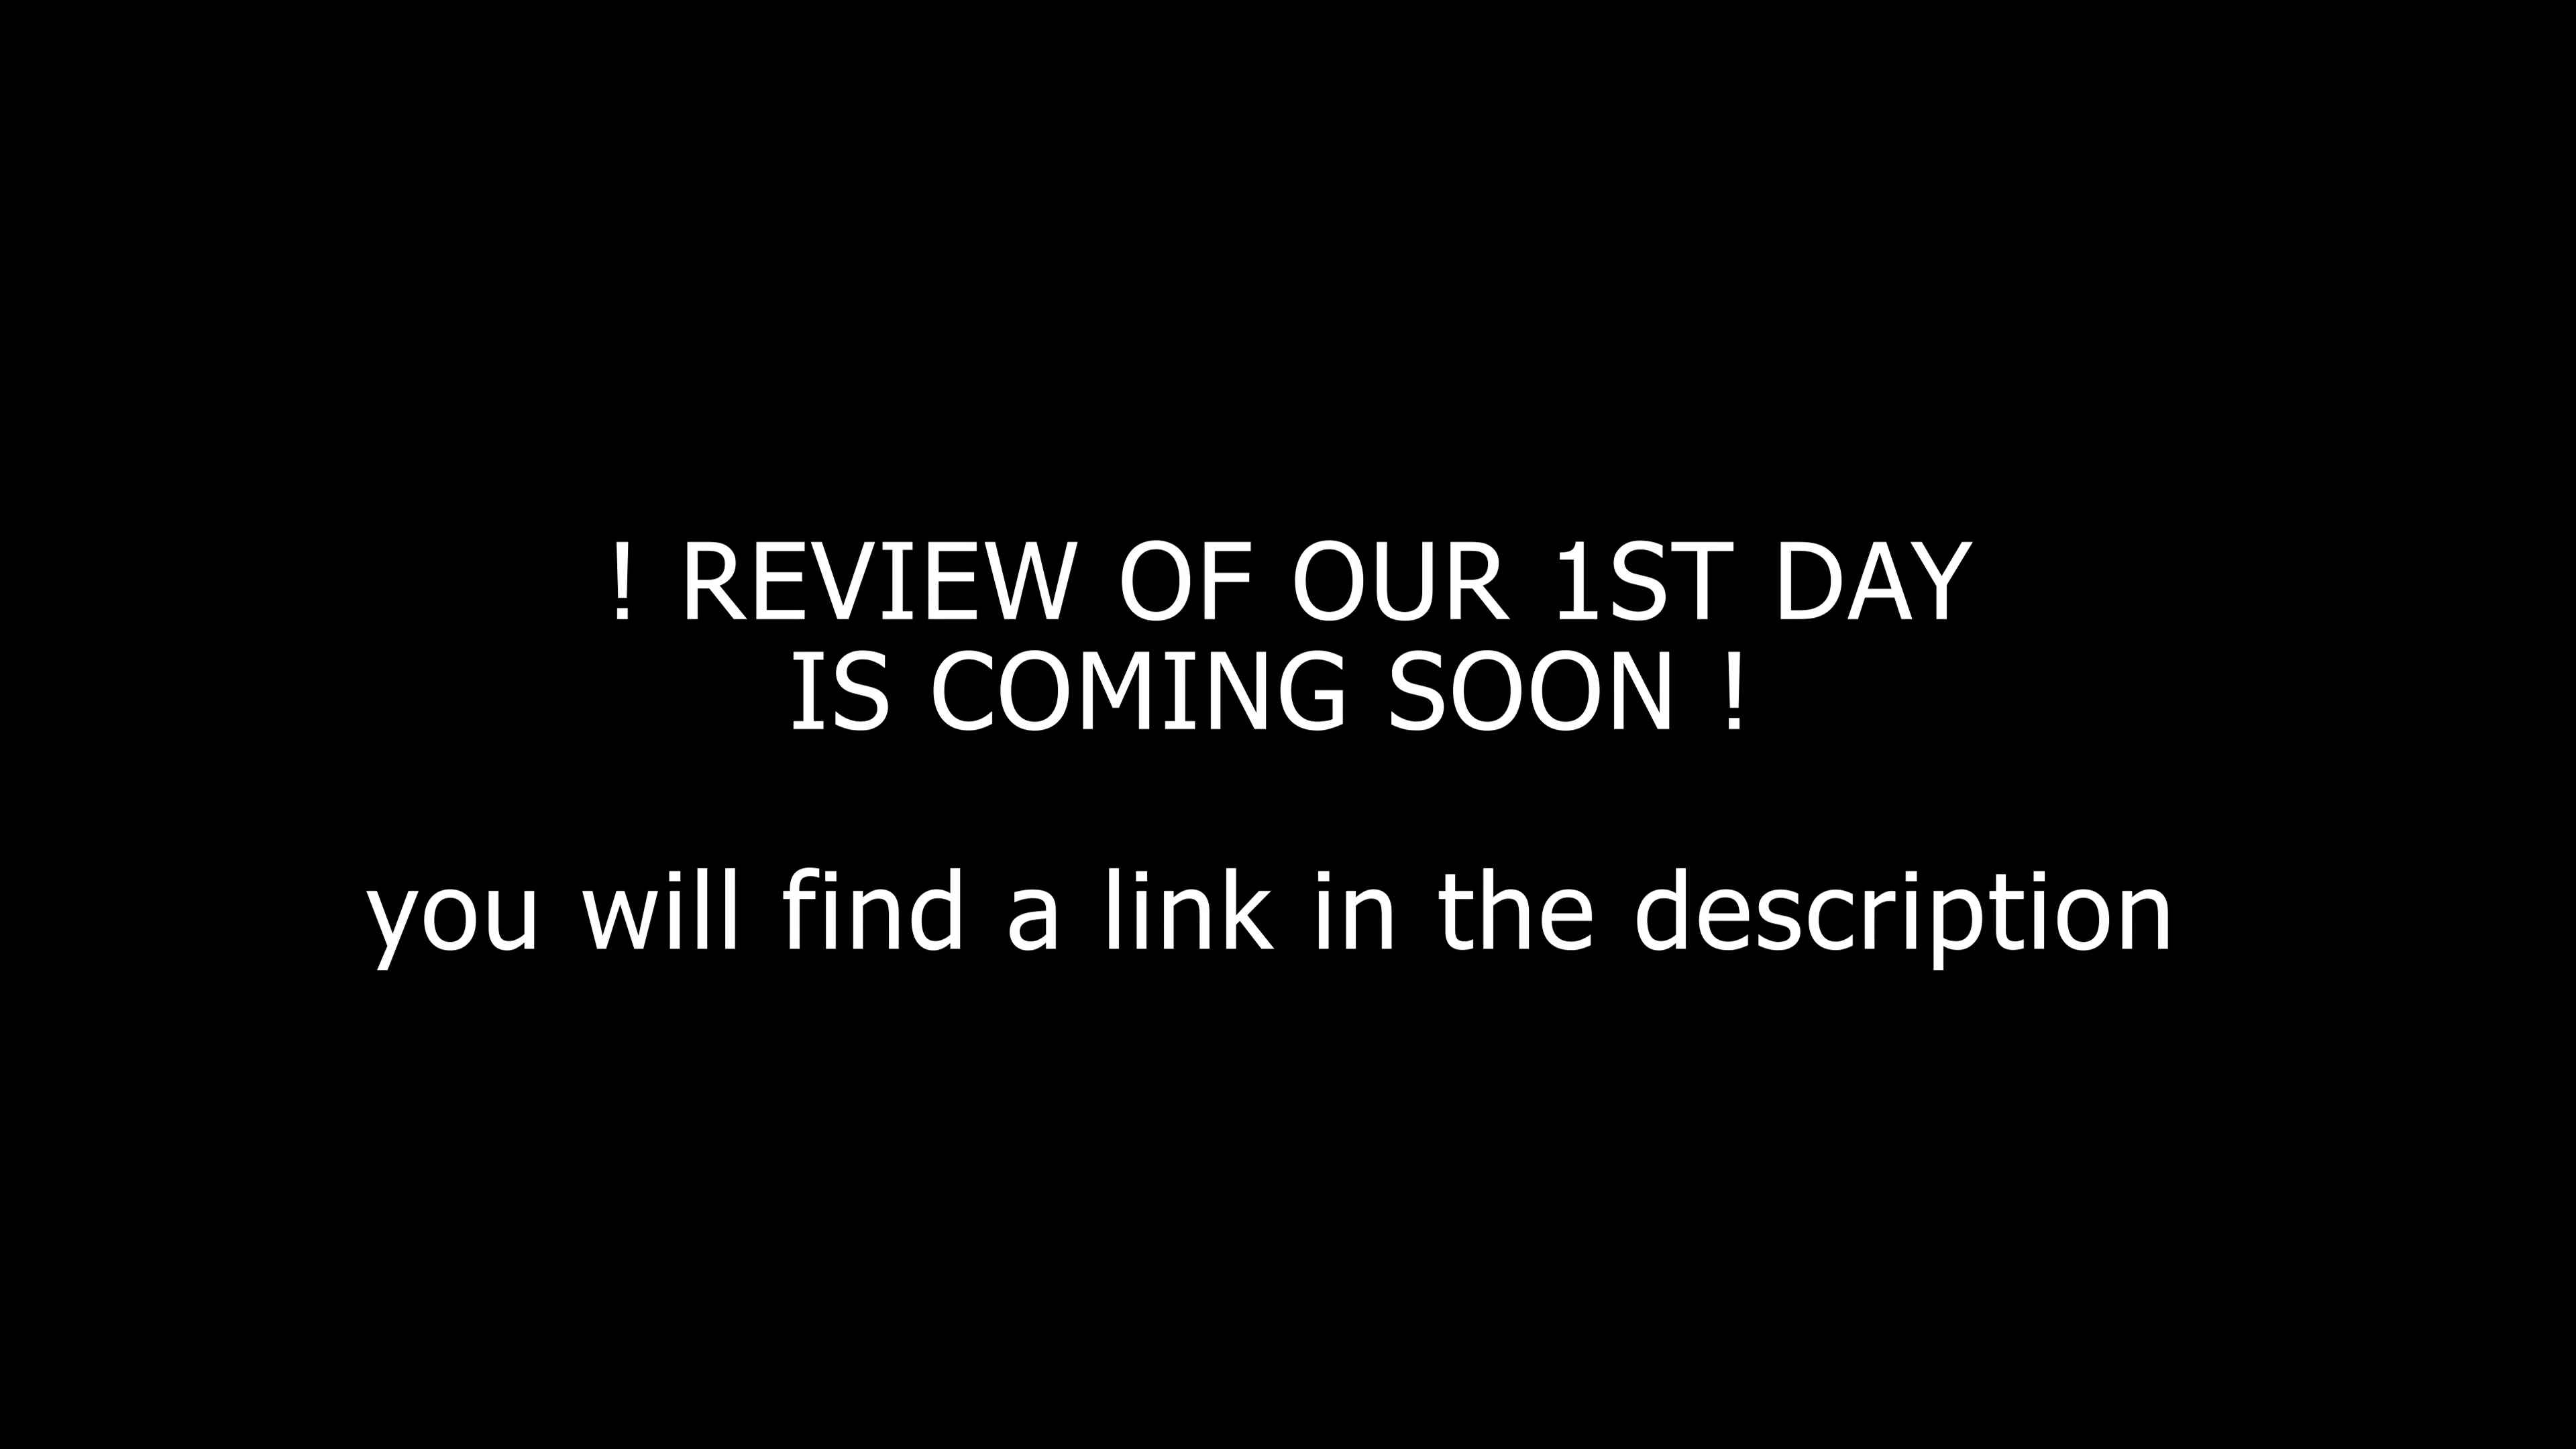 ! REVIEW OF OUR 1ST DAY
IS COMING SOON !
you will find a link in the description